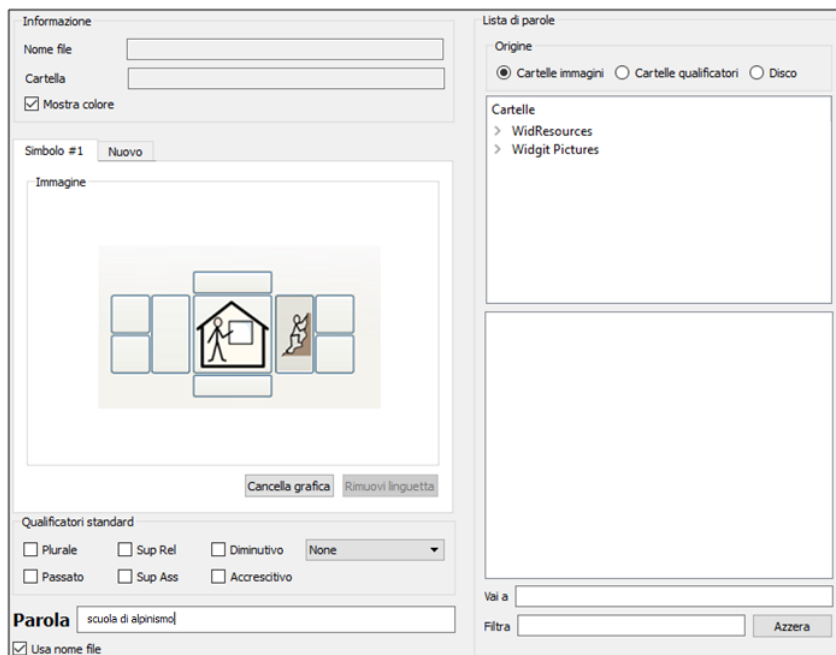 Informazione
Nome file
Cartella
Mostra colore
Simbolo #1 Nuovo
Immagine
Cancella grafica Rimuovi linguetta
Qualificatori standard
Plurale Sup Rel Diminutivo None
Passato Sup Ass Accrescitivo
Parola scuola di alpinismo
Usa nome file
Lista di parole
Origine
Cartelle immagini Cartelle qualificatori Disco
Cartelle
WidResources
Widgit Pictures
Vai a
Filtra Azzera